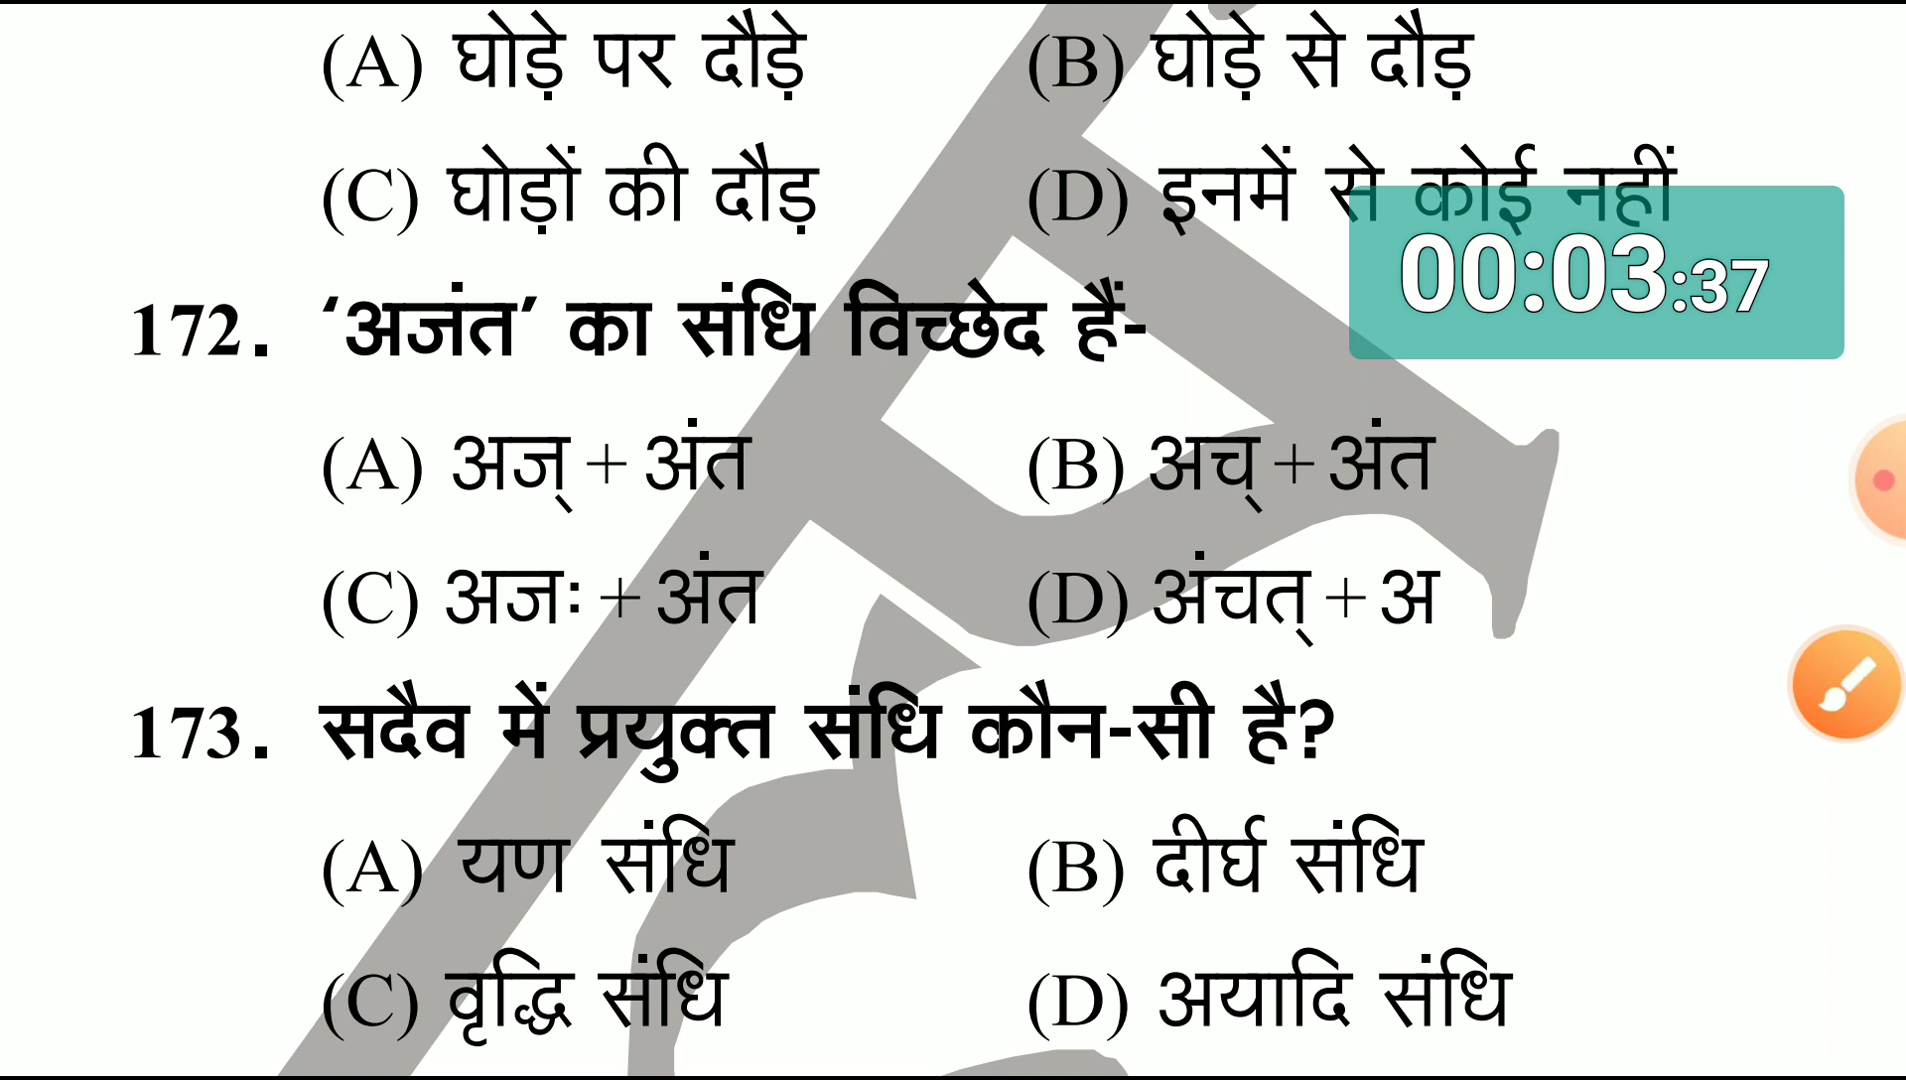 (A) घोड़े पर दौड़े (B) घोड़े से दौड़
(C) घोड़ों की दौड़ (D) इनमें से कोई नहीं
00:03:37
172. ‘अजंत’ का संधि विच्छेद हैं-
(A) अज् + अंत (B) अच् + अंत
(C) अजः + अंत (D) अंचत् + अ
173. सदैव में प्रयुक्त संधि कौन-सी है?
(A) यण संधि (B) दीर्घ संधि
(C) वृद्धि संधि (D) अयादि संधि